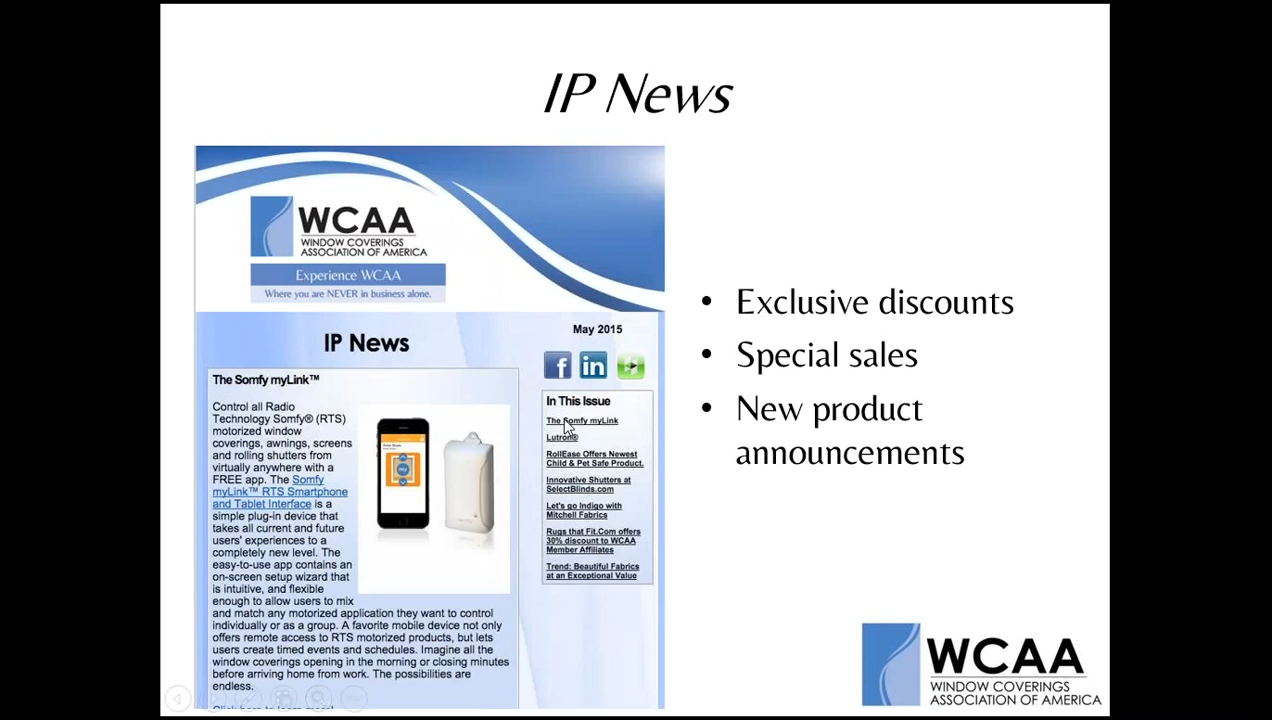 IP News
WCAA
WINDOW COVERINGS
ASSOCIATION OF AMERICA
Experience WCAA
Where you are NEVER in business alone.
IP News
May 2015
The Somfy myLink™
Control all Radio
Technology Somfy® (RTS)
motorized window
coverings, awnings, screens
and rolling shutters from
virtually anywhere with a
FREE app. The Somfy
myLink™ RTS Smartphone
and Tablet Interface is a
simple plug-in device that
takes all current and future
users' experiences to a
completely new level. The
easy-to-use app contains an
on-screen setup wizard that
is intuitive, and flexible
enough to allow users to mix
and match any motorized application they want to control
individually or as a group. A favorite mobile device not only
offers remote access to RTS motorized products, but lets
users create timed events and schedules. Imagine all the
window coverings opening in the morning or closing minutes
before arriving home from work. The possibilities are
endless.
Click here to learn more!
f in
In This Issue
The Somfy myLink
Lutron®
RollEase Offers Newest
Child & Pet Safe Product.
Innovative Shutters at
SelectBlinds.com
Let's go Indigo with
Mitchell Fabrics
Rugs that Fit.Com offers
30% discount to WCAA
Member Affiliates
Trend: Beautiful Fabrics
at an Exceptional Value
• Exclusive discounts
• Special sales
• New product
announcements
WCAA
WINDOW COVERINGS
ASSOCIATION OF AMERICA